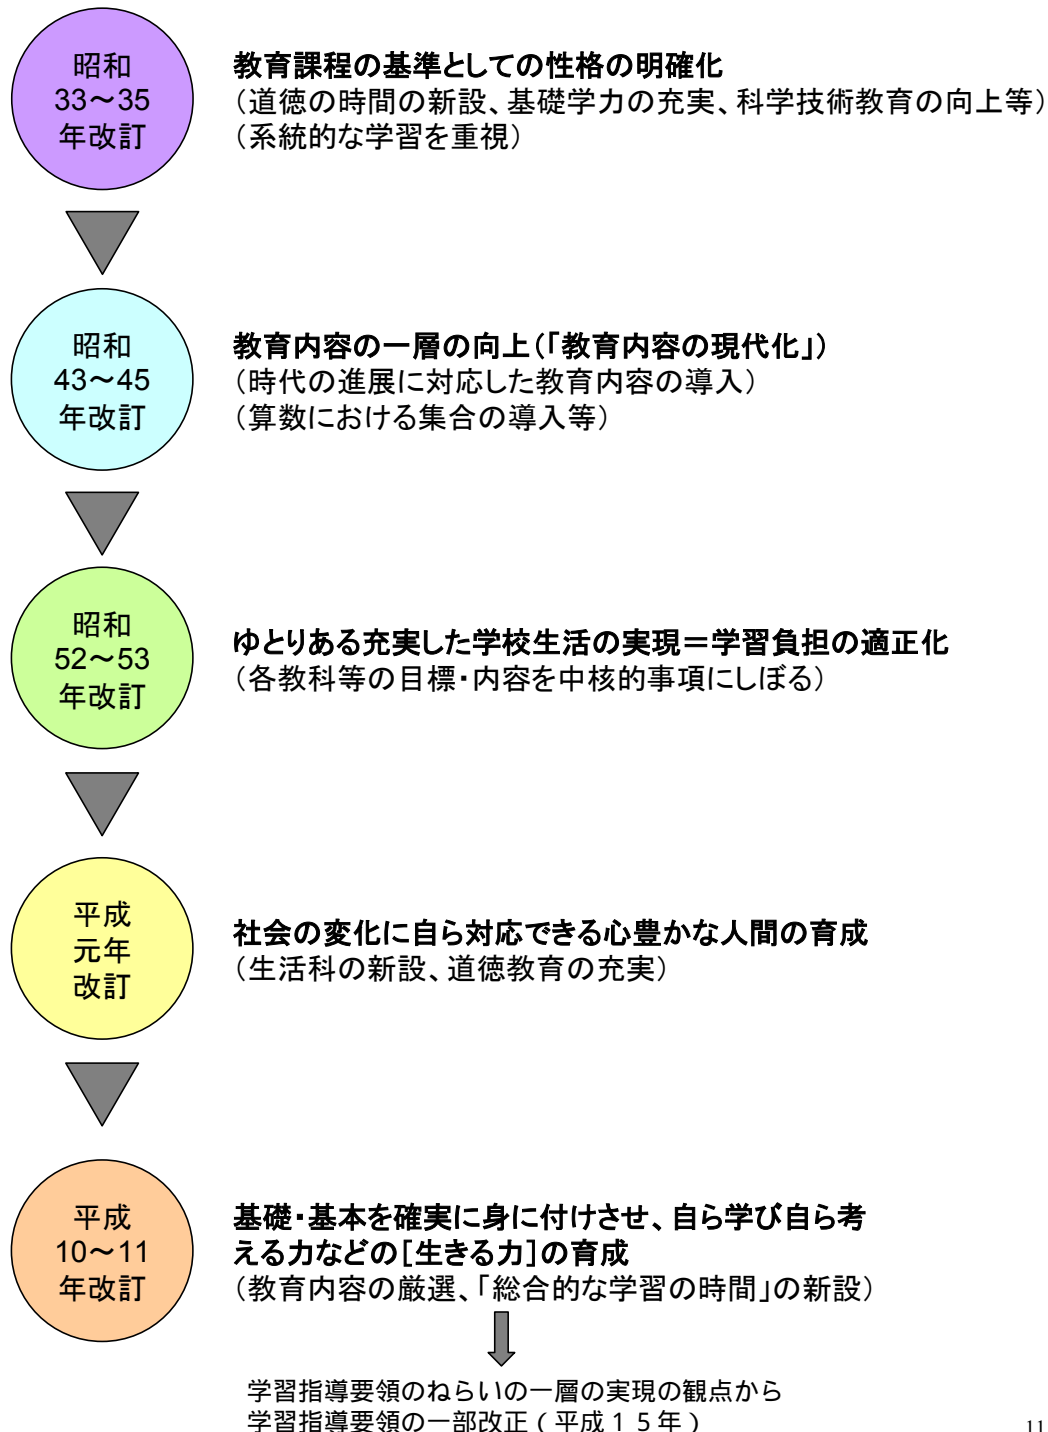 昭和
33～35
年改訂
教育課程の基準としての性格の明確化
（道徳の時間の新設、基礎学力の充実、科学技術教育の向上等）
（系統的な学習を重視）
昭和
43～45
年改訂
教育内容の一層の向上（「教育内容の現代化」）
（時代の進展に対応した教育内容の導入）
（算数における集合の導入等）
昭和
52～53
年改訂
ゆとりある充実した学校生活の実現＝学習負担の適正化
（各教科等の目標・内容を中核的事項にしぼる）
平成
元年
改訂
社会の変化に自ら対応できる心豊かな人間の育成
（生活科の新設、道徳教育の充実）
平成
10～11
年改訂
基礎・基本を確実に身に付けさせ、自ら学び自ら考
える力などの［生きる力］の育成
（教育内容の厳選、「総合的な学習の時間」の新設）
学習指導要領のねらいの一層の実現の観点から
学習指導要領の一部改正（平成１５年）
11